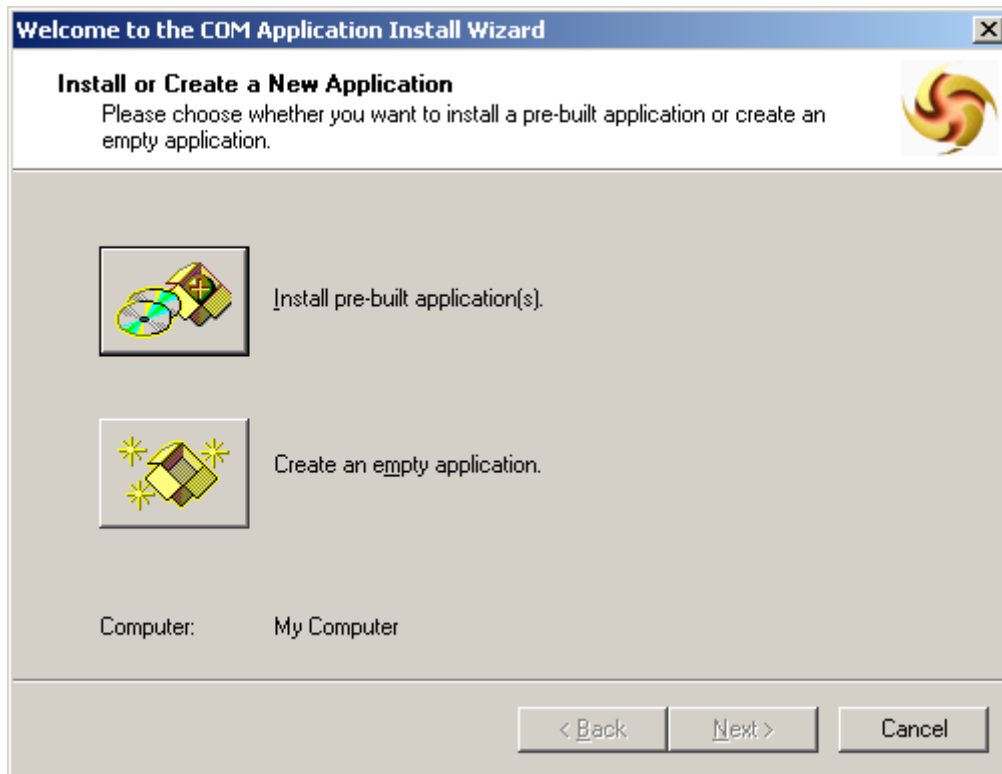 Welcome to the COM Application Install Wizard
Install or Create a New Application
Please choose whether you want to install a pre-built application or create an
empty application.
Install pre-built application(s).
Create an empty application.
Computer: My Computer
< Back Next > Cancel